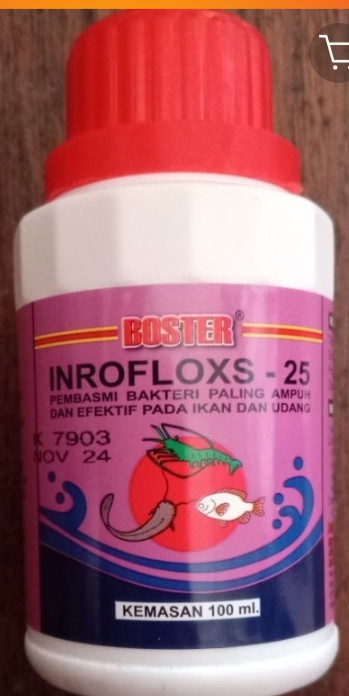 BOSTER®
INROFLOXS - 25
PEMBASMI BAKTERI PALING AMPUH
DAN EFEKTIF PADA IKAN DAN UDANG
K 7903
NOV 24
KEMASAN 100 ml.